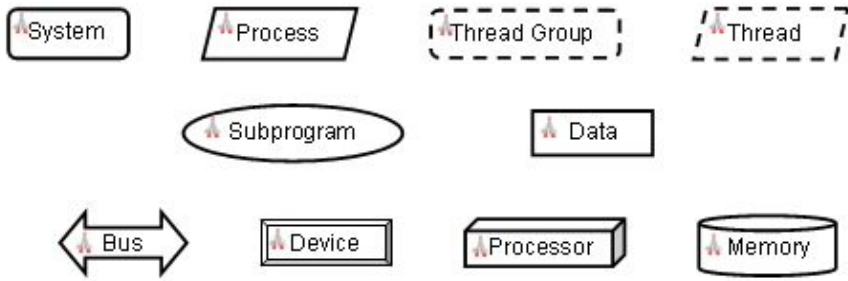 System Process Thread Group Thread
Subprogram Data
Bus Device Processor Memory